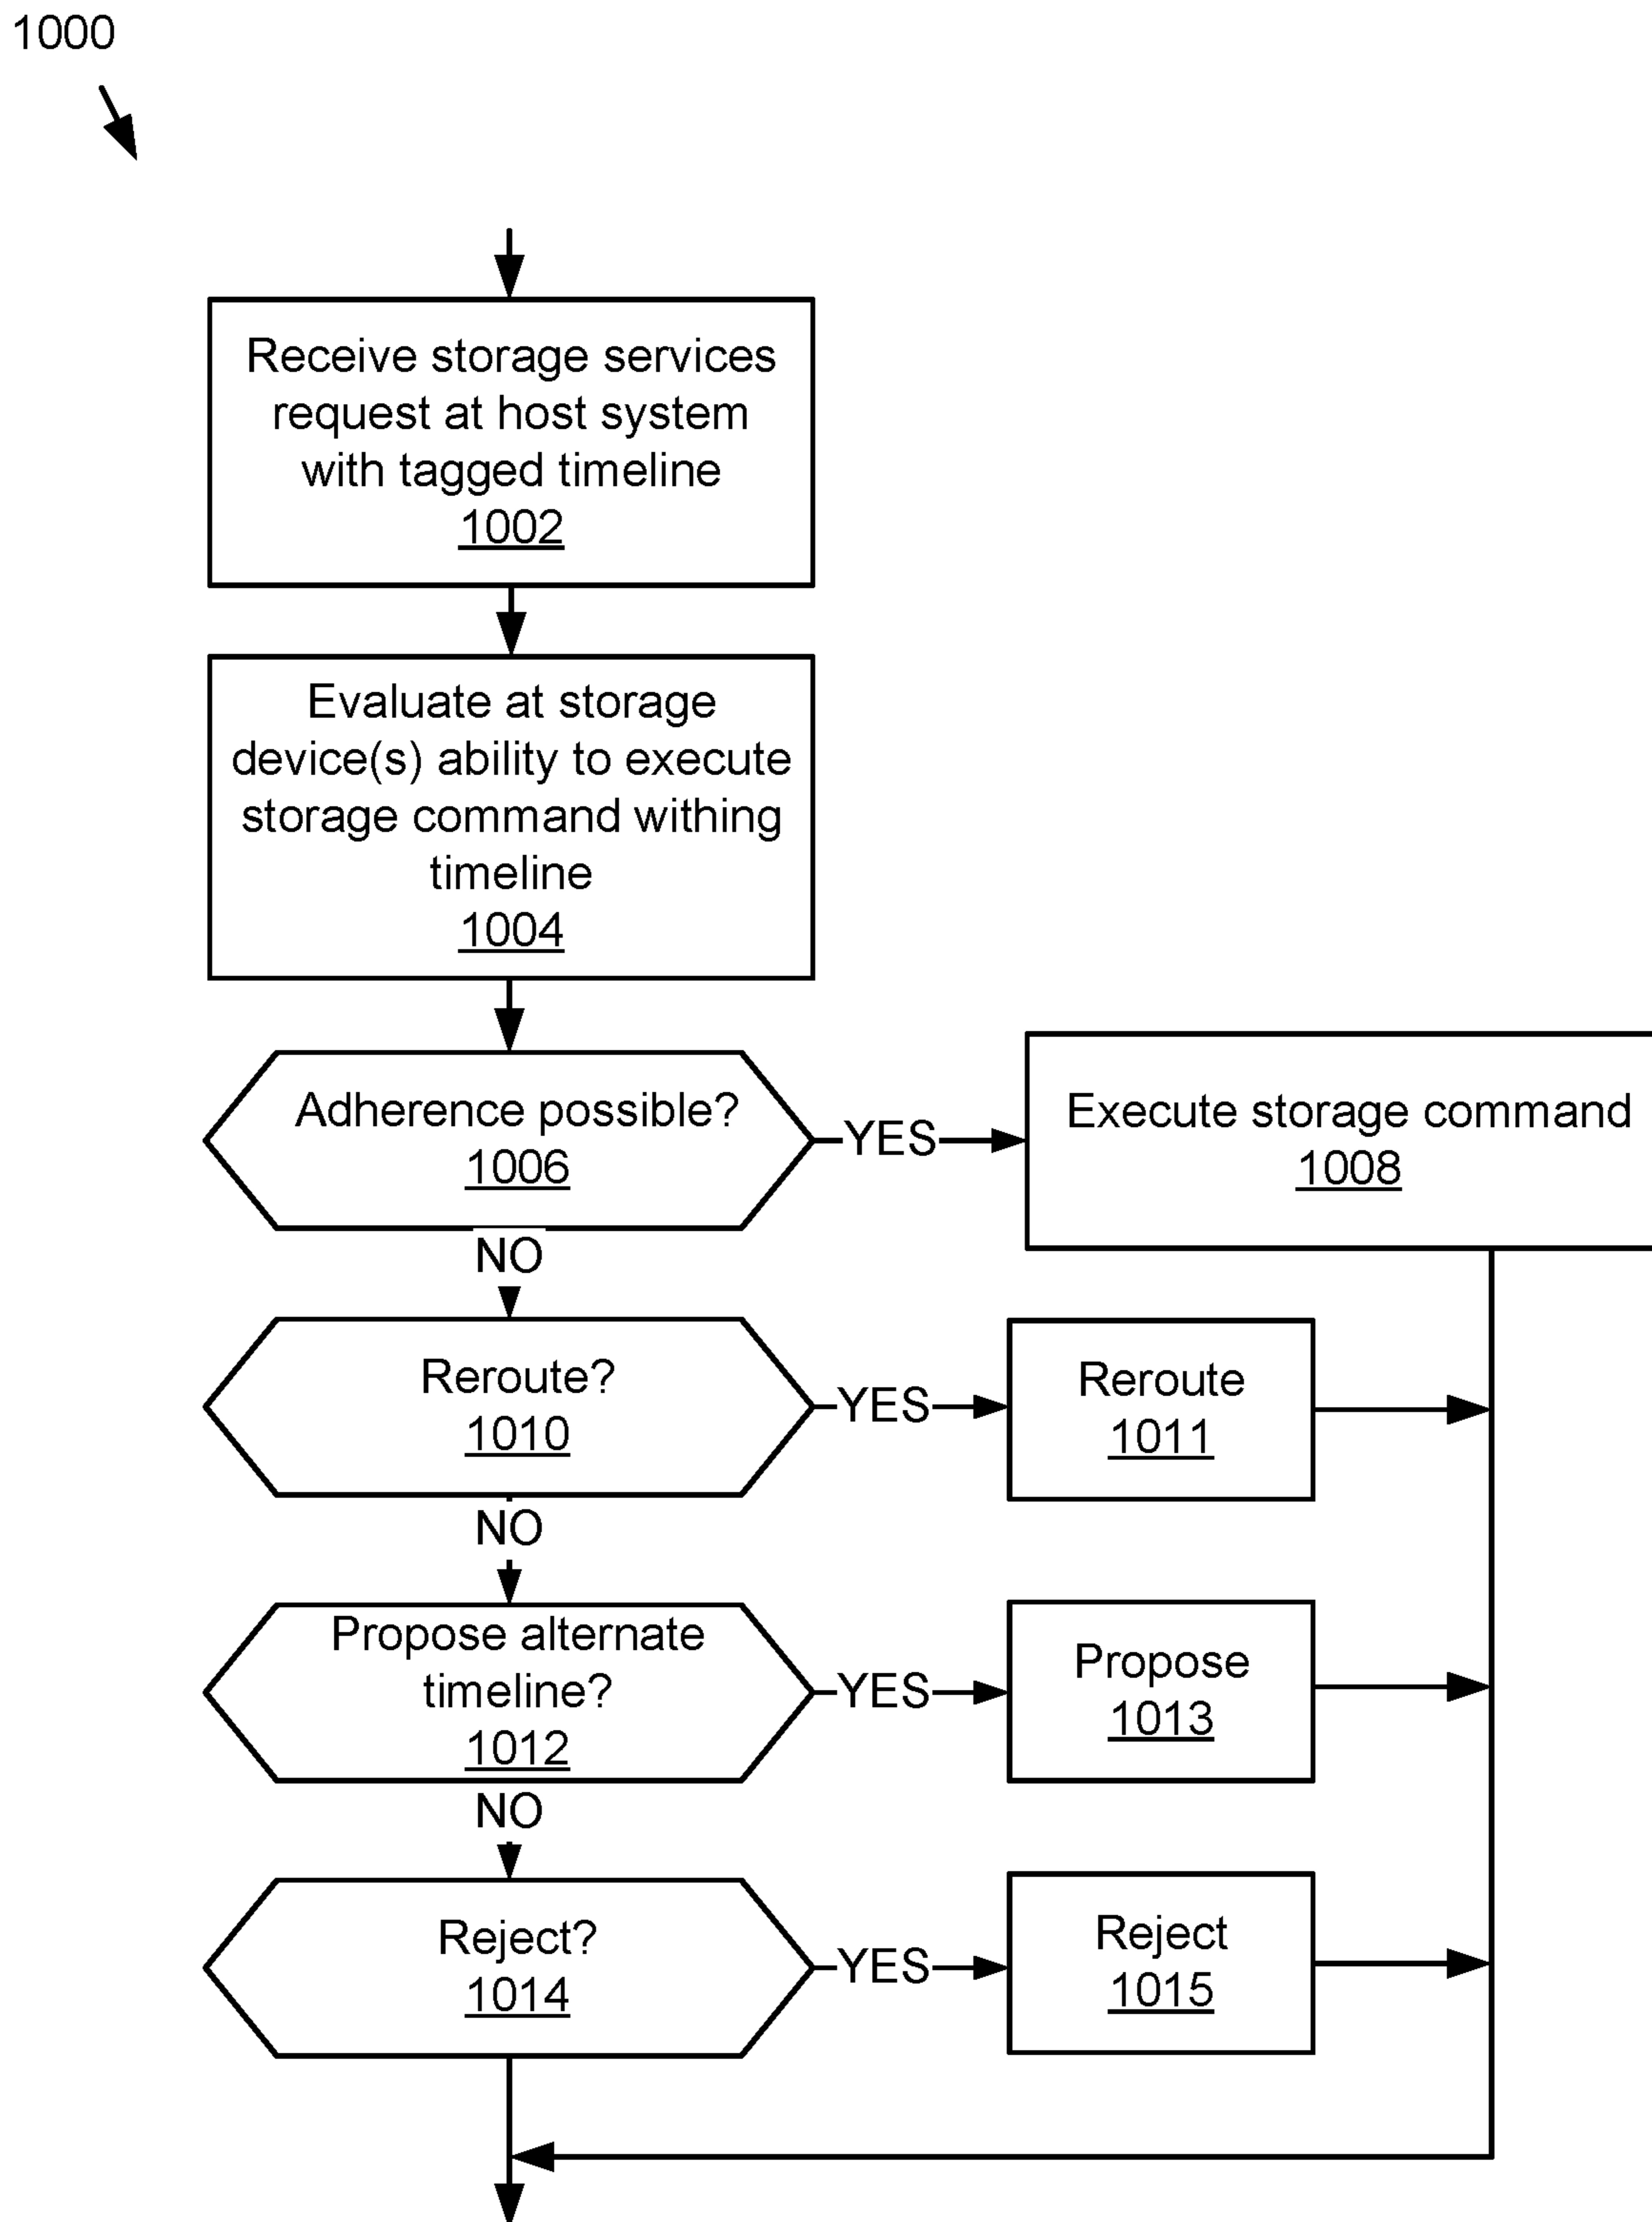 1000
Receive storage services
request at host system
with tagged timeline
1002
Evaluate at storage
device(s) ability to execute
storage command withing
timeline
1004
Adherence possible?
1006
YES
Execute storage command
1008
NO
Reroute?
1010
YES
Reroute
1011
NO
Propose alternate
timeline?
1012
YES
Propose
1013
NO
Reject?
1014
YES
Reject
1015